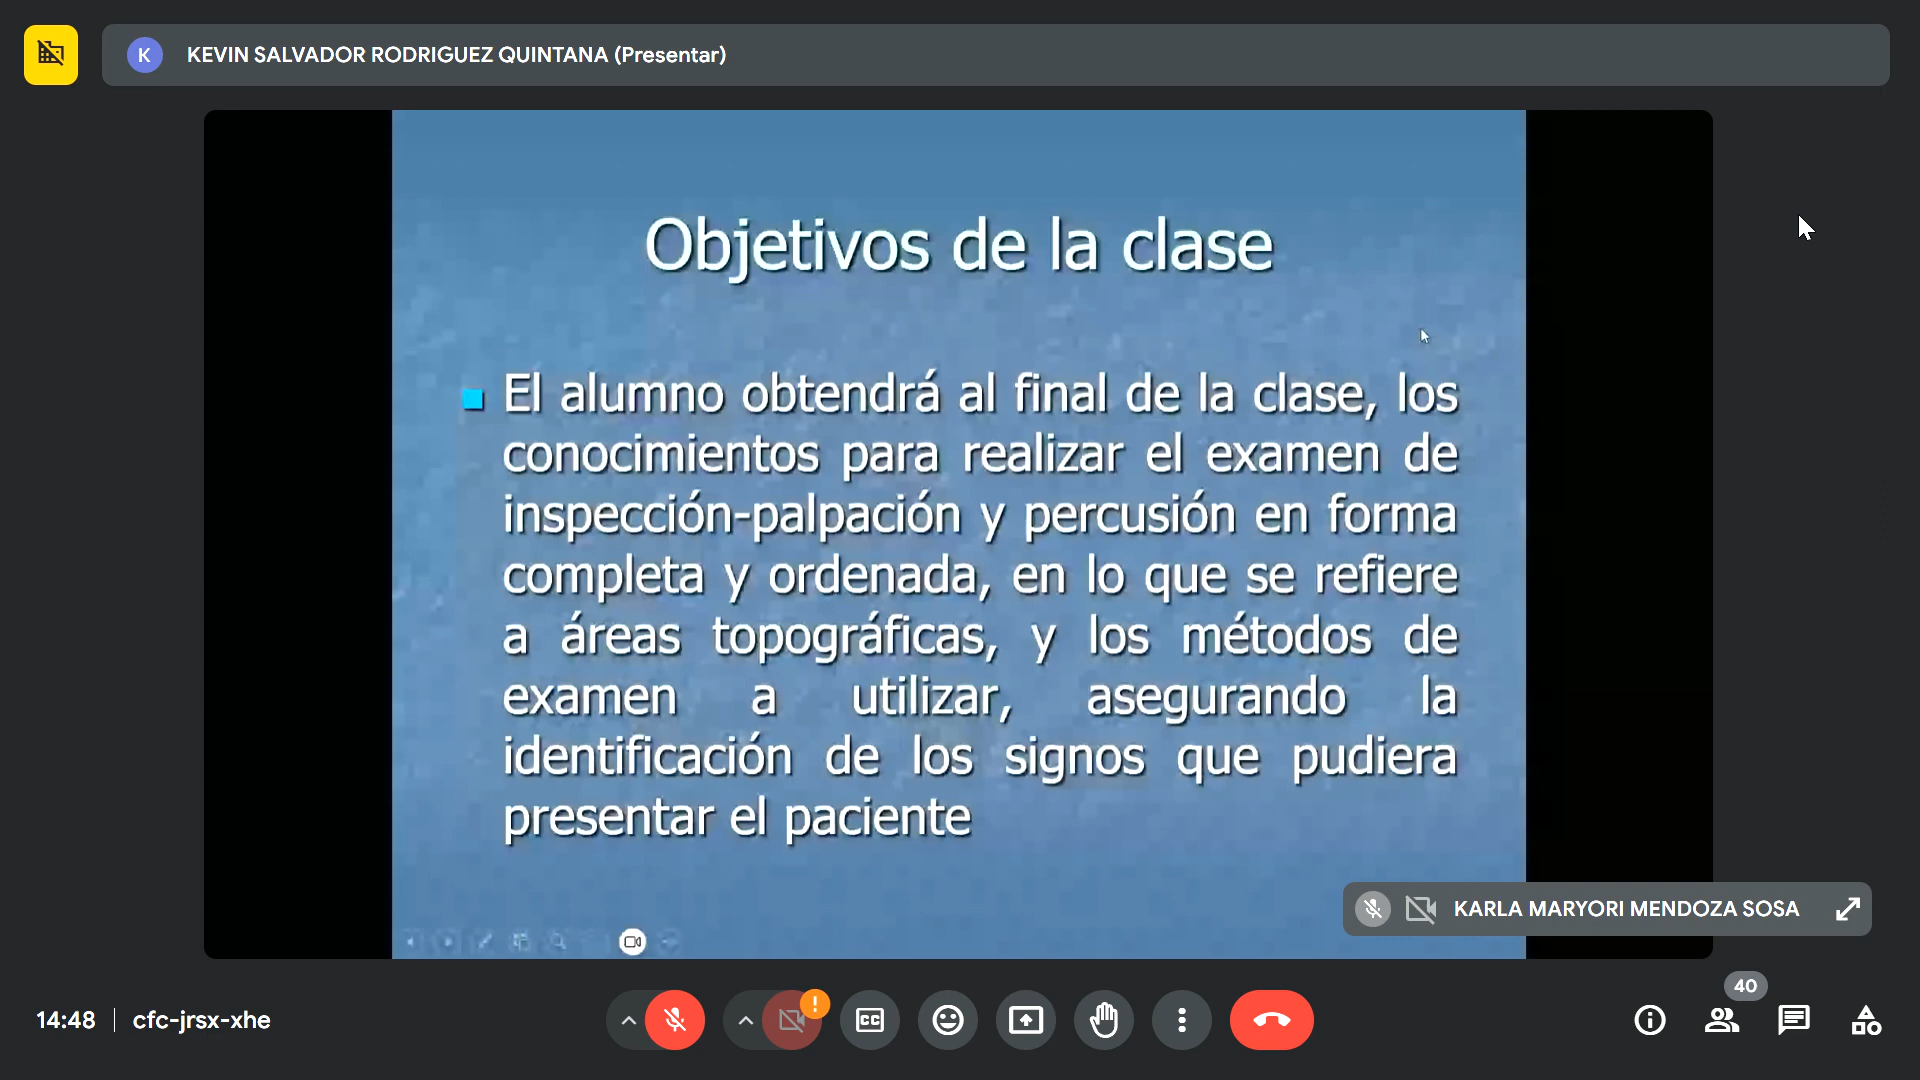 K KEVIN SALVADOR RODRIGUEZ QUINTANA (Presentar)
Objetivos de la clase
El alumno obtendrá al final de la clase, los
conocimientos para realizar el examen de
inspección-palpación y percusión en forma
completa y ordenada, en lo que se refiere
a áreas topográficas, y los métodos de
examen a utilizar, asegurando la
identificación de los signos que pudiera
presentar el paciente
KARLA MARYORI MENDOZA SOSA
40
14:48 cfc-jrsx-xhe
CC